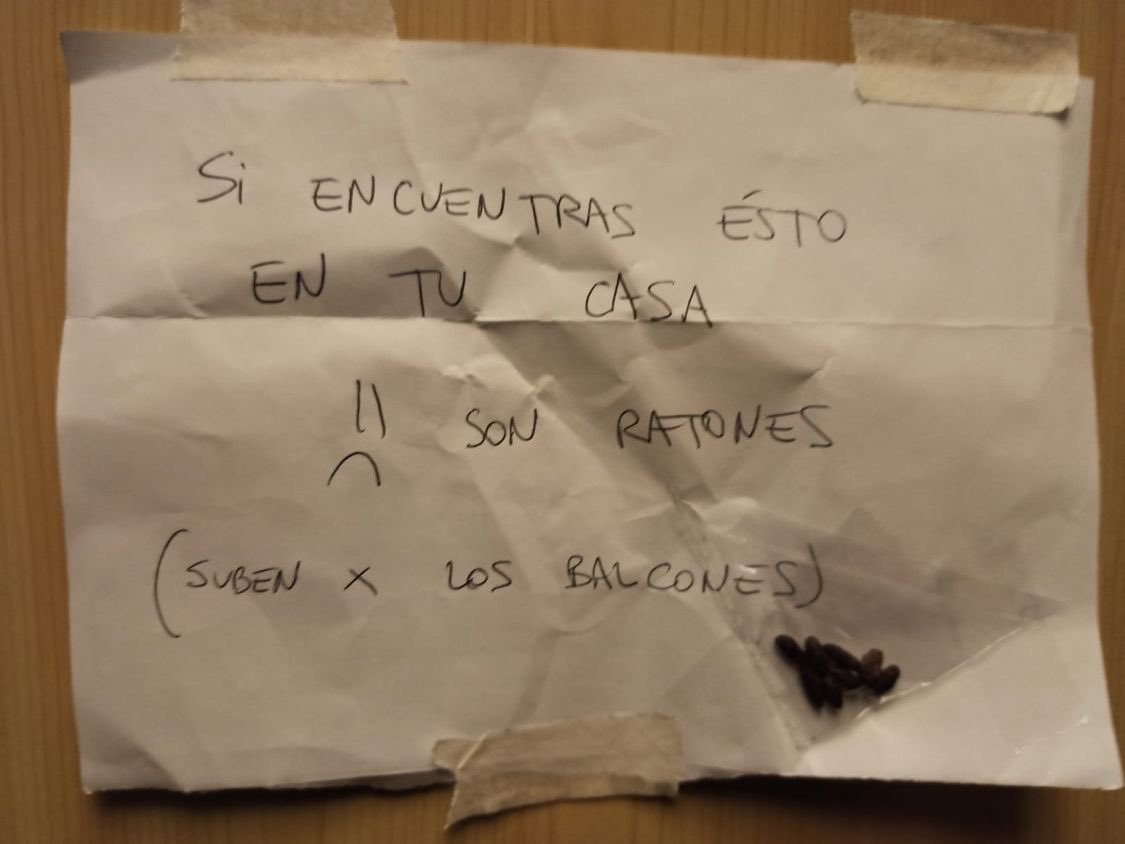 Si ENCUENTRAS ÉSTO
EN TU CASA
SON RATONES
(SUBEN X LOS BALCONES)